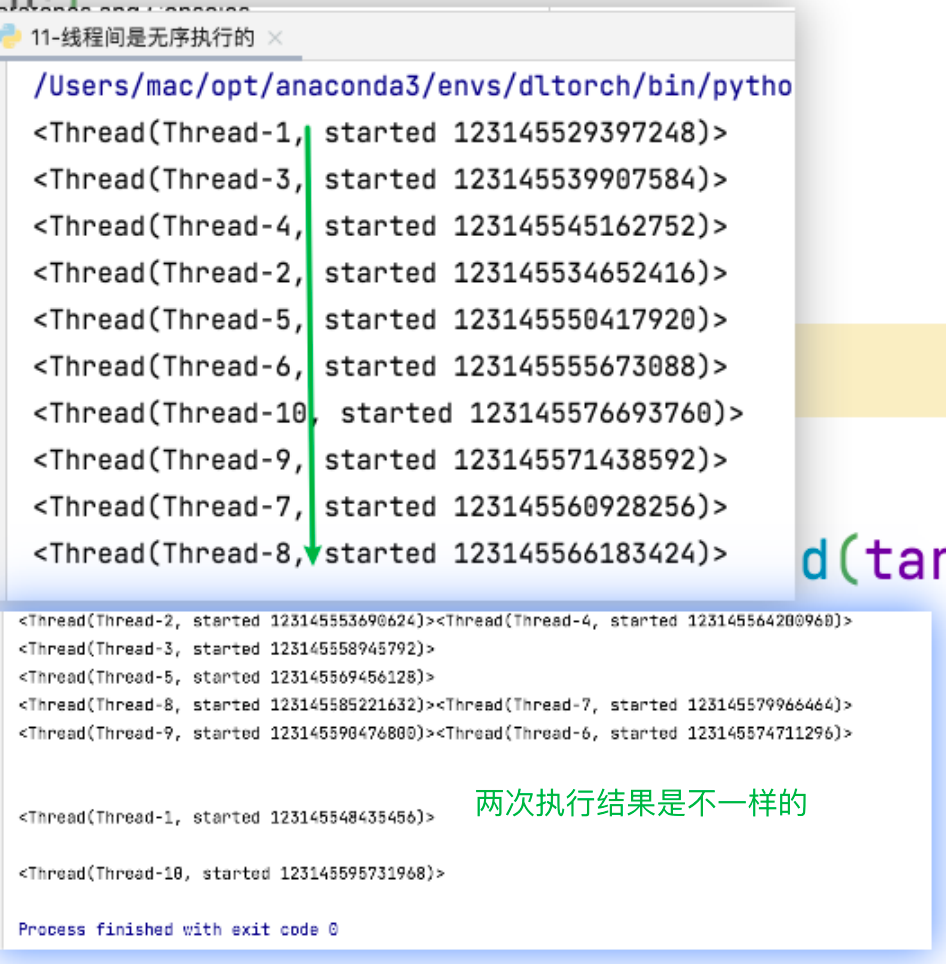 11-线程间是无序执行的
/Users/mac/opt/anaconda3/envs/dltorch/bin/pytho
<Thread(Thread-1, started 123145529397248)>
<Thread(Thread-3, started 123145539907584)>
<Thread(Thread-4, started 123145545162752)>
<Thread(Thread-2, started 123145534652416)>
<Thread(Thread-5, started 123145550417920)>
<Thread(Thread-6, started 123145555673088)>
<Thread(Thread-10, started 123145576693760)>
<Thread(Thread-9, started 123145571438592)>
<Thread(Thread-7, started 123145560928256)>
<Thread(Thread-8, started 123145566183424)>
d(tar
<Thread(Thread-2, started 123145553690624)><Thread(Thread-4, started 123145564200960)>
<Thread(Thread-3, started 123145558945792)>
<Thread(Thread-5, started 123145569456128)>
<Thread(Thread-8, started 123145585221632)><Thread(Thread-7, started 123145579966464)>
<Thread(Thread-9, started 123145590476800)><Thread(Thread-6, started 123145574711296)>
两次执行结果是不一样的
<Thread(Thread-1, started 123145548435456)>
<Thread(Thread-10, started 123145595731968)>
Process finished with exit code 0